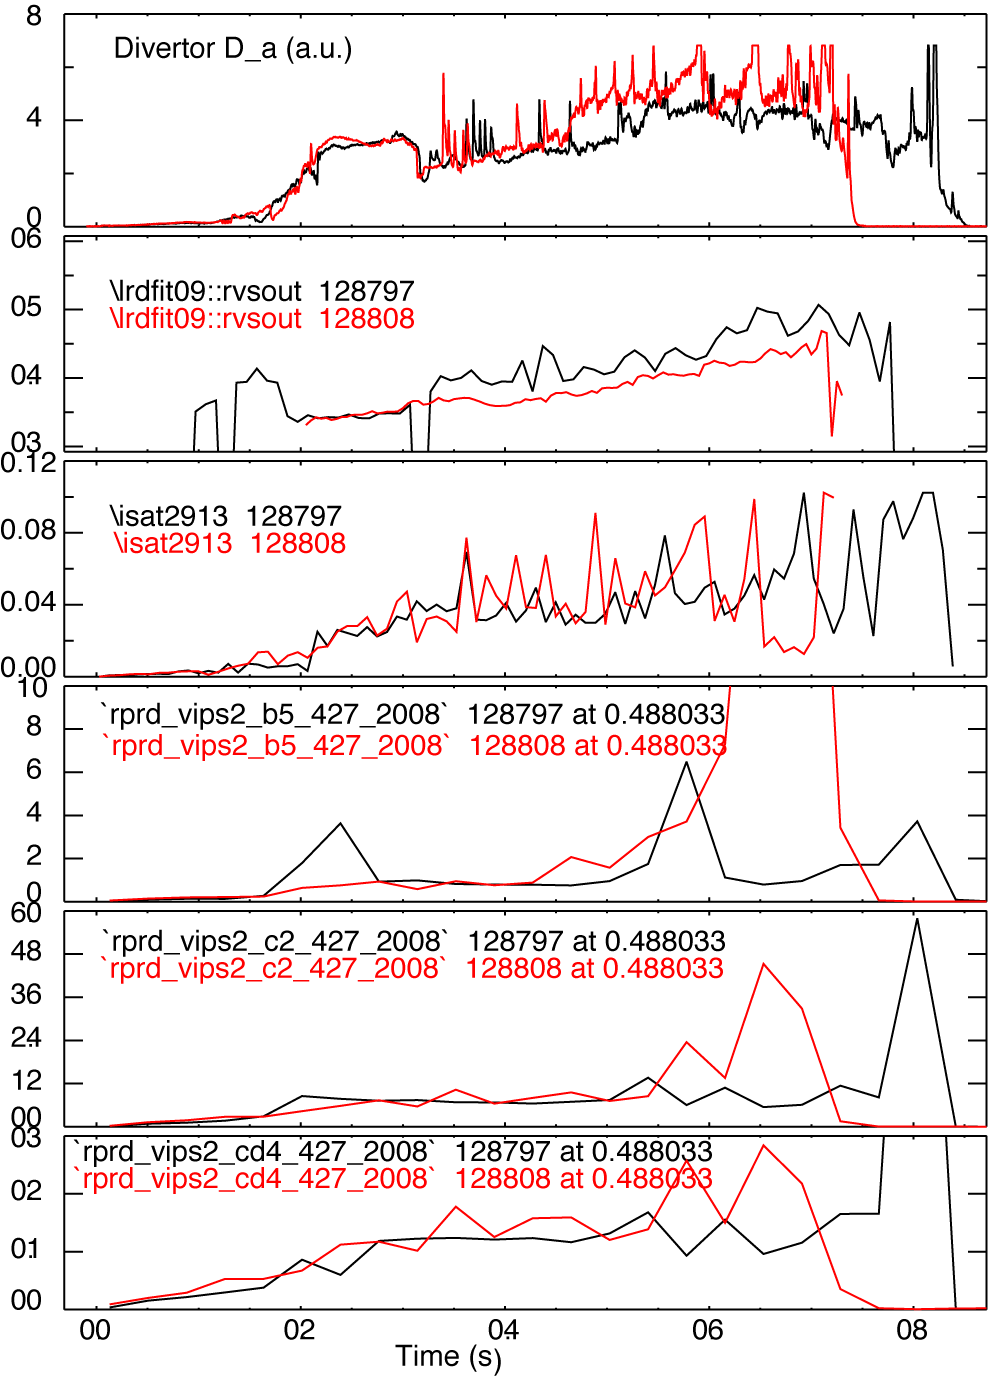 8
Divertor D_a (a.u.)
4
0
06
\lrdfit09::rvsout 128797
05
\lrdfit09::rvsout 128808
04
03
0.12
\isat2913 128797
0.08
\isat2913 128808
0.04
0.00
10
`rprd_vips2_b5_427_2008` 128797 at 0.488033
8
`rprd_vips2_b5_427_2008` 128808 at 0.488033
6
4
2
0
60
`rprd_vips2_c2_427_2008` 128797 at 0.488033
48
`rprd_vips2_c2_427_2008` 128808 at 0.488033
36
24
12
00
03
`rprd_vips2_cd4_427_2008` 128797 at 0.488033
`rprd_vips2_cd4_427_2008` 128808 at 0.488033
02
0.1
00
00 02 0.4 06 08
Time (s)